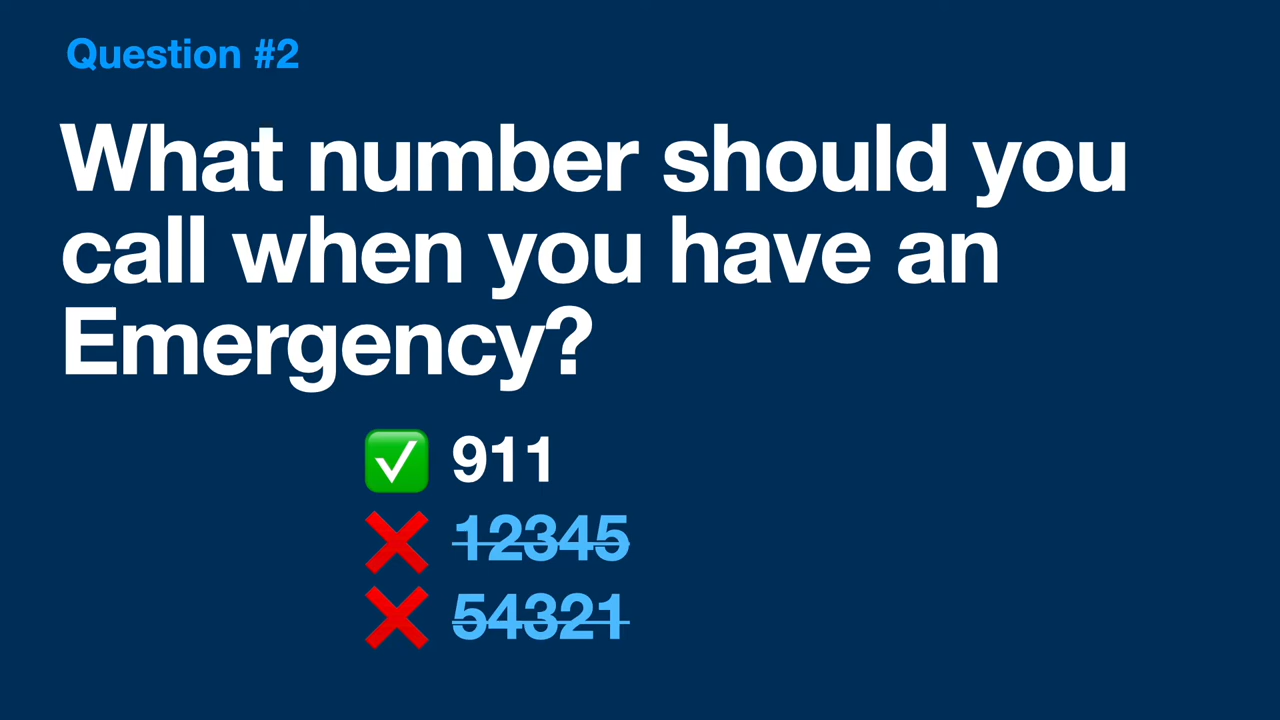 Question #2
What number should you
call when you have an
Emergency?
✅ 911
❌ 12345
❌ 54321